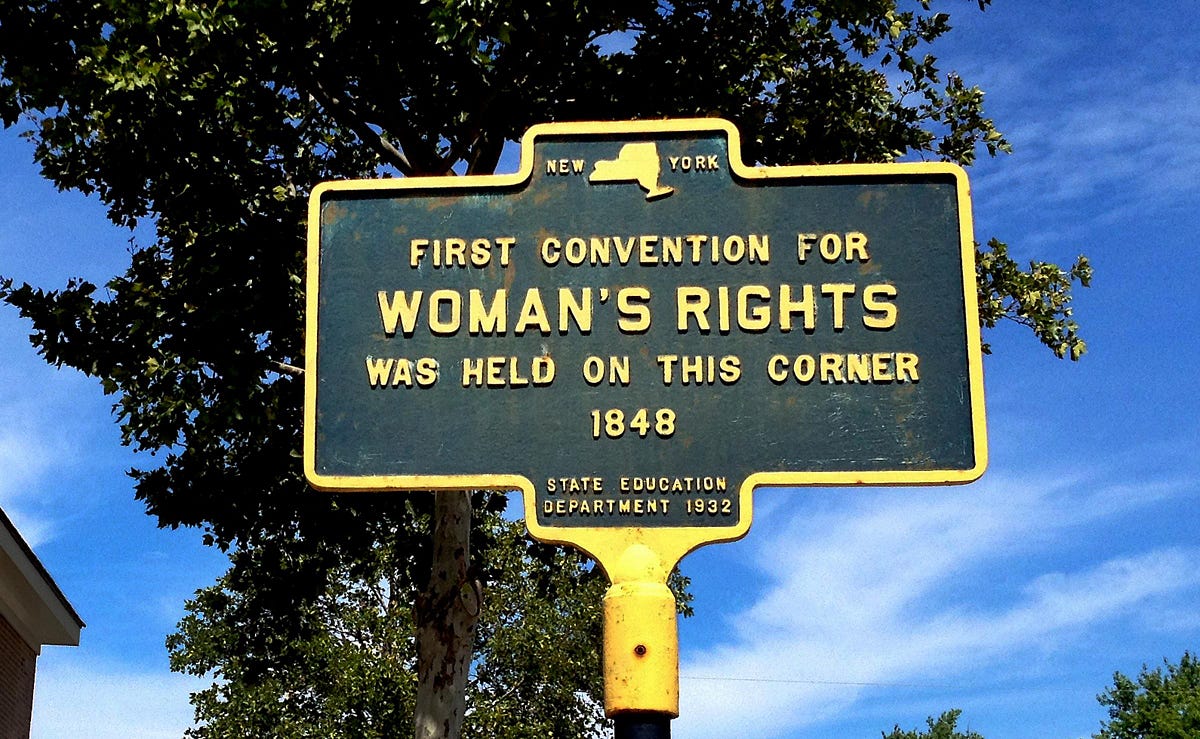 NEW YORK
FIRST CONVENTION FOR
WOMAN'S RIGHTS
WAS HELD ON THIS CORNER
1848
STATE EDUCATION
DEPARTMENT 1932